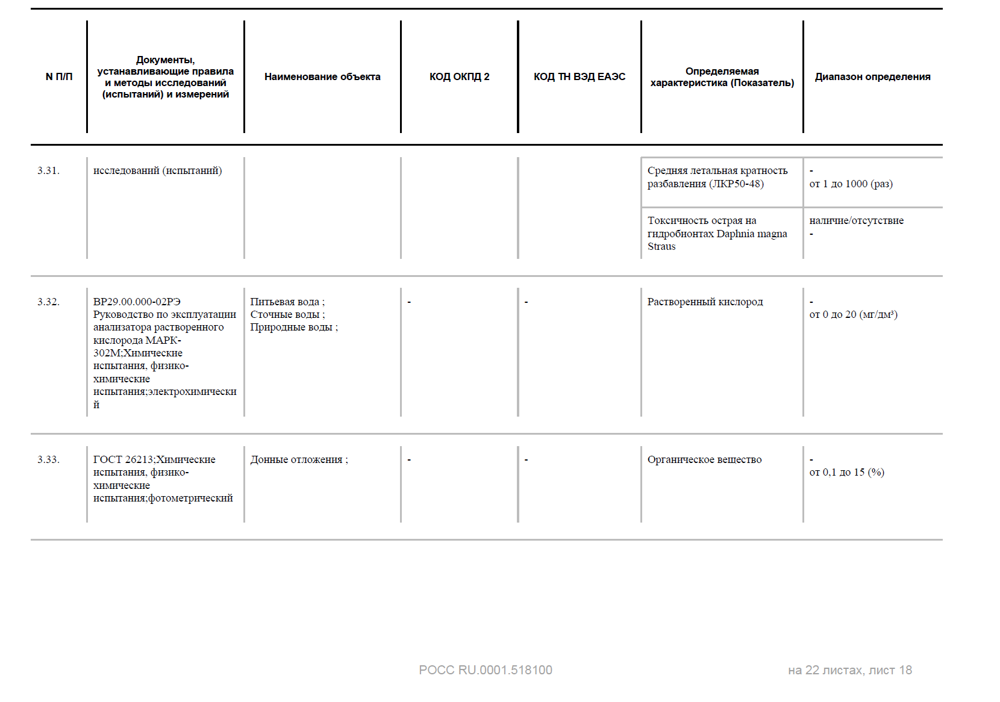 N П/П
Документы,
устанавливающие правила
и методы исследований
(испытаний) и измерений
Наименование объекта
КОД ОКПД 2
КОД ТН ВЭД ЕАЭС
Определяемая
характеристика (Показатель)
Диапазон определения
3.31.
исследований (испытаний)
Средняя летальная кратность
разбавления (ЛКР50-48)
-
от 1 до 1000 (раз)
Токсичность острая на
гидробионтах Daphnia magna
Straus
наличие/отсутствие
-
3.32.
ВР29.00.000-02РЭ
Руководство по эксплуатации
анализатора растворенного
кислорода МАРК-
302М;Химические
испытания, физико-
химические
испытания;электрохимически
й
Питьевая вода ;
Сточные воды ;
Природные воды ;
-
-
Растворенный кислород
-
от 0 до 20 (мг/дм³)
3.33.
ГОСТ 26213;Химические
испытания, физико-
химические
испытания;фотометрический
Донные отложения ;
-
-
Органическое вещество
-
от 0,1 до 15 (%)
РОСС RU.0001.518100
на 22 листах, лист 18